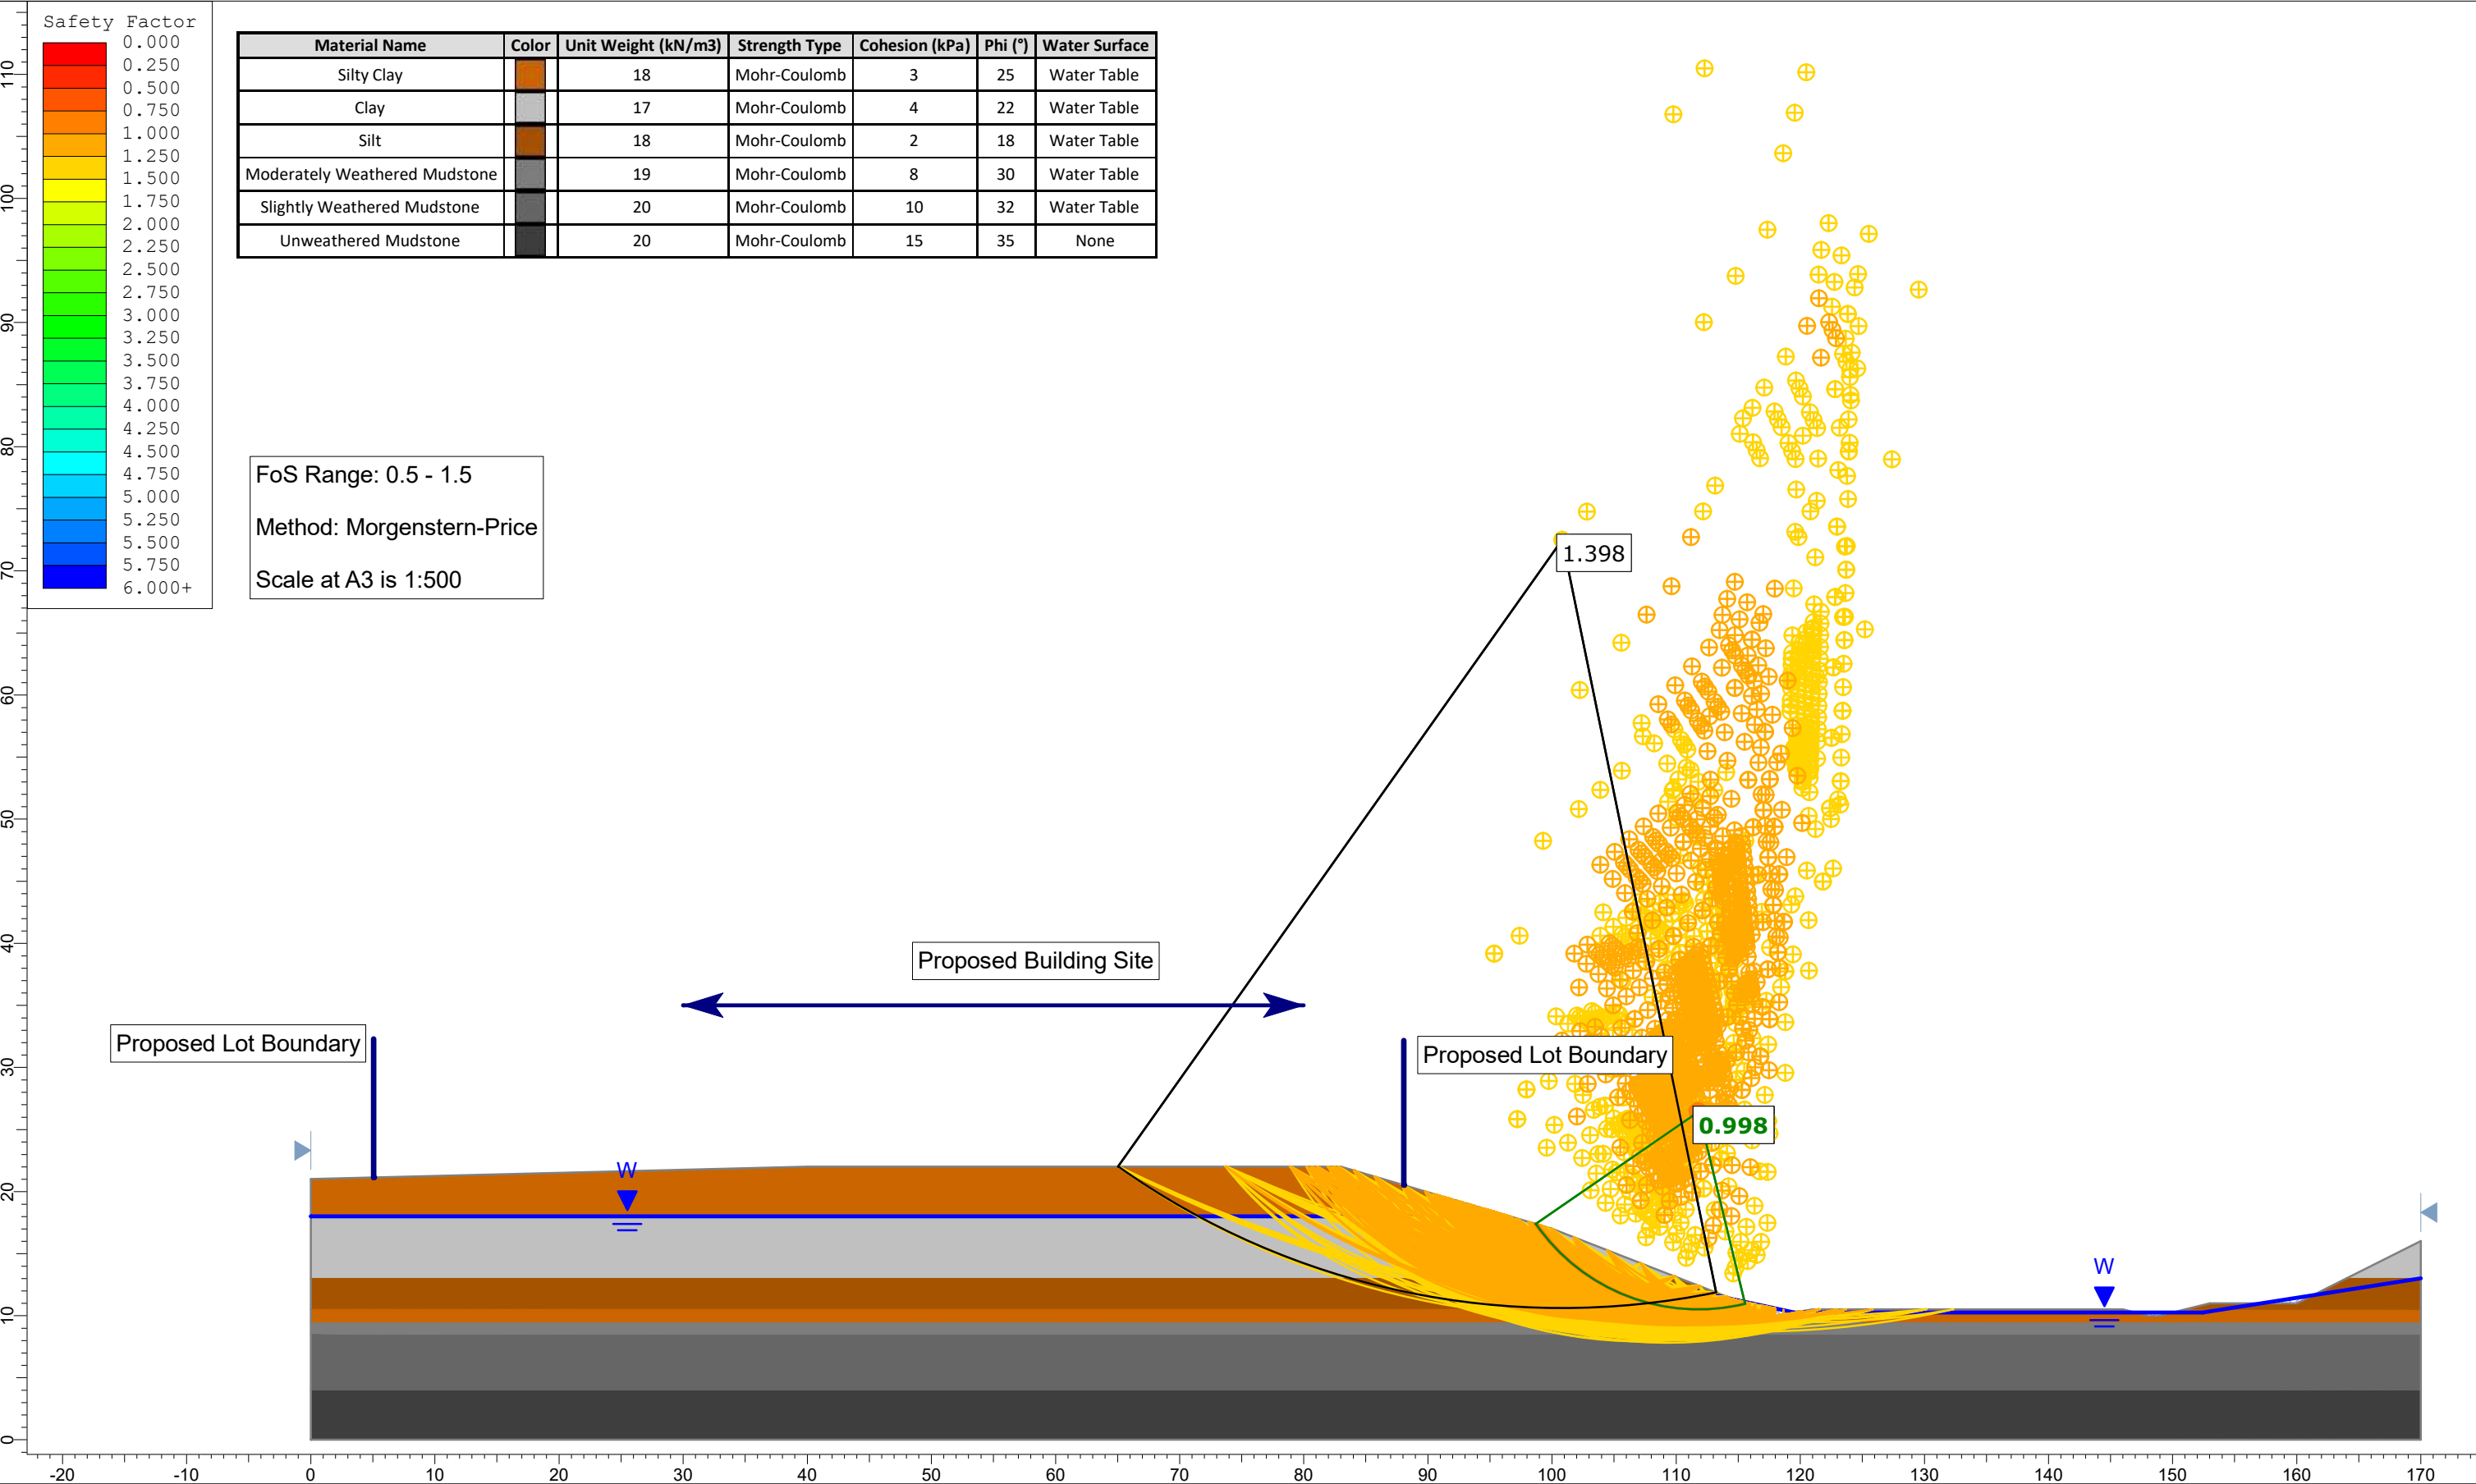 Safety Factor
0.000
0.250
0.500
0.750
1.000
1.250
1.500
1.750
2.000
2.250
2.500
2.750
3.000
3.250
3.500
3.750
4.000
4.250
4.500
4.750
5.000
5.250
5.500
5.750
6.000+
Material Name Color Unit Weight (kN/m3) Strength Type Cohesion (kPa) Phi (°) Water Surface
Silty Clay 18 Mohr-Coulomb 3 25 Water Table
Clay 17 Mohr-Coulomb 4 22 Water Table
Silt 18 Mohr-Coulomb 2 18 Water Table
Moderately Weathered Mudstone 19 Mohr-Coulomb 8 30 Water Table
Slightly Weathered Mudstone 20 Mohr-Coulomb 10 32 Water Table
Unweathered Mudstone 20 Mohr-Coulomb 15 35 None
FoS Range: 0.5 - 1.5
Method: Morgenstern-Price
Scale at A3 is 1:500
1.398
Proposed Building Site
Proposed Lot Boundary
Proposed Lot Boundary
0.998
W
W
110
100
90
80
70
60
50
40
30
20
10
0
-20 -10 0 10 20 30 40 50 60 70 80 90 100 110 120 130 140 150 160 170